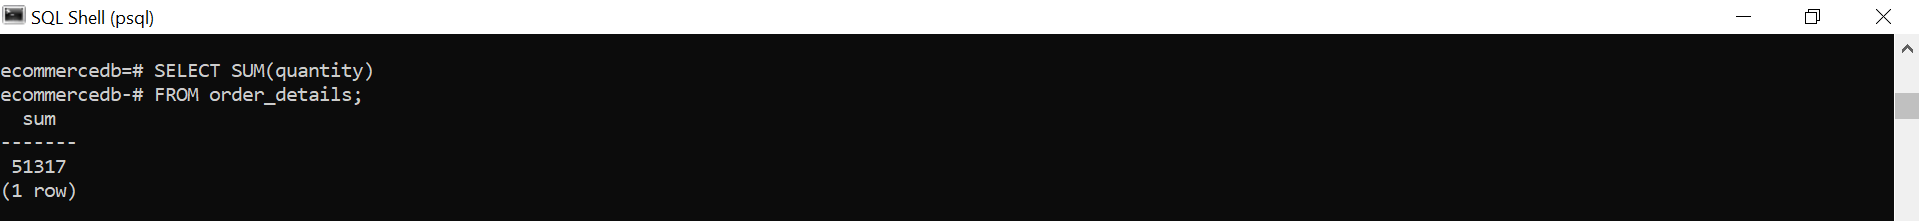 SQL Shell (psql)
ecommercedb=# SELECT SUM(quantity)
ecommercedb-# FROM order_details;
  sum
-------
 51317
(1 row)